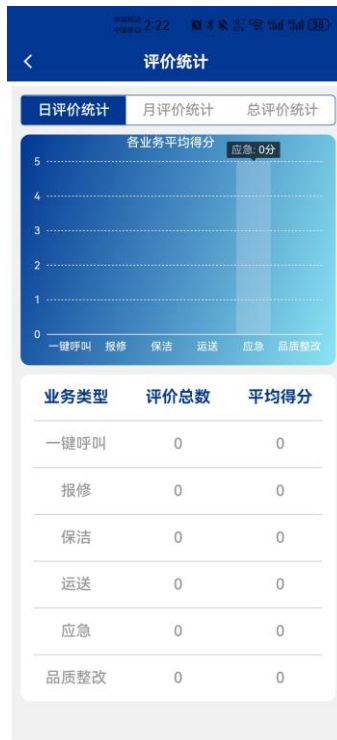 2:22
评价统计
日评价统计 月评价统计 总评价统计
各业务平均得分
应急: 0分
5
4
3
2
1
0
一键呼叫 报修 保洁 运送 应急 品质整改
业务类型 评价总数 平均得分
一键呼叫 0 0
报修 0 0
保洁 0 0
运送 0 0
应急 0 0
品质整改 0 0